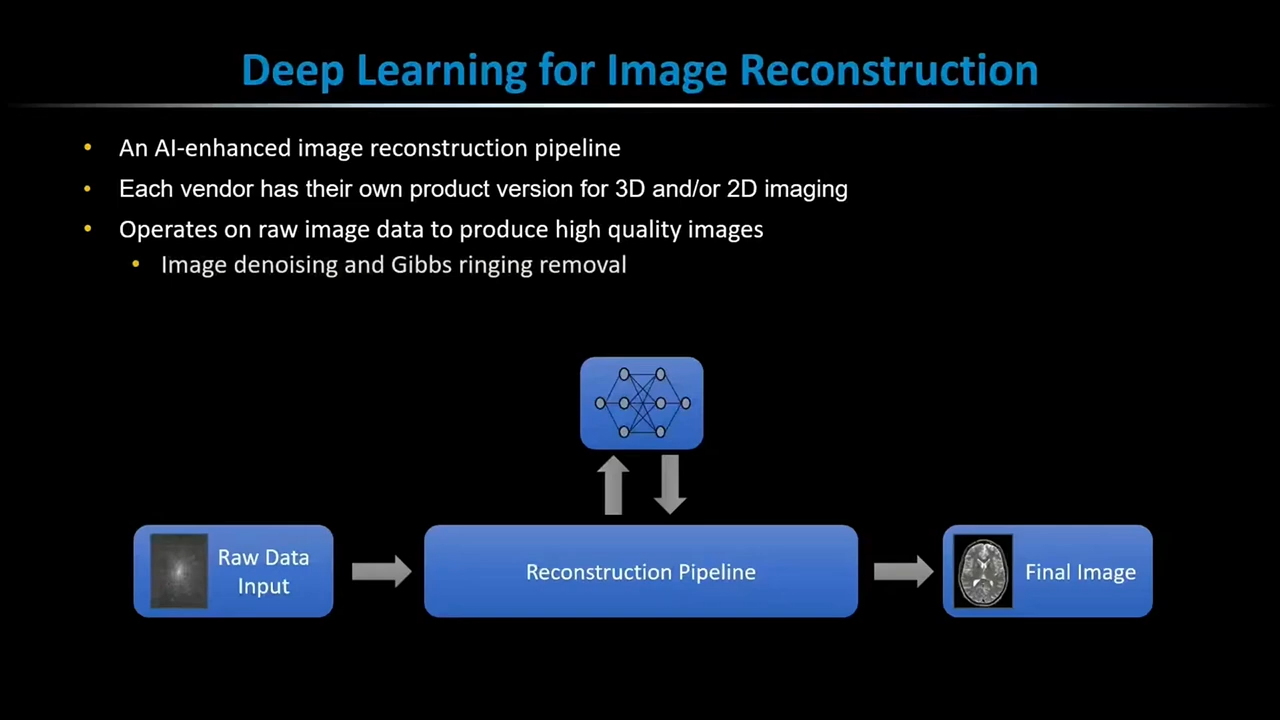 Deep Learning for Image Reconstruction
• An AI-enhanced image reconstruction pipeline
• Each vendor has their own product version for 3D and/or 2D imaging
• Operates on raw image data to produce high quality images
• Image denoising and Gibbs ringing removal
Raw Data
Input
Reconstruction Pipeline
Final Image